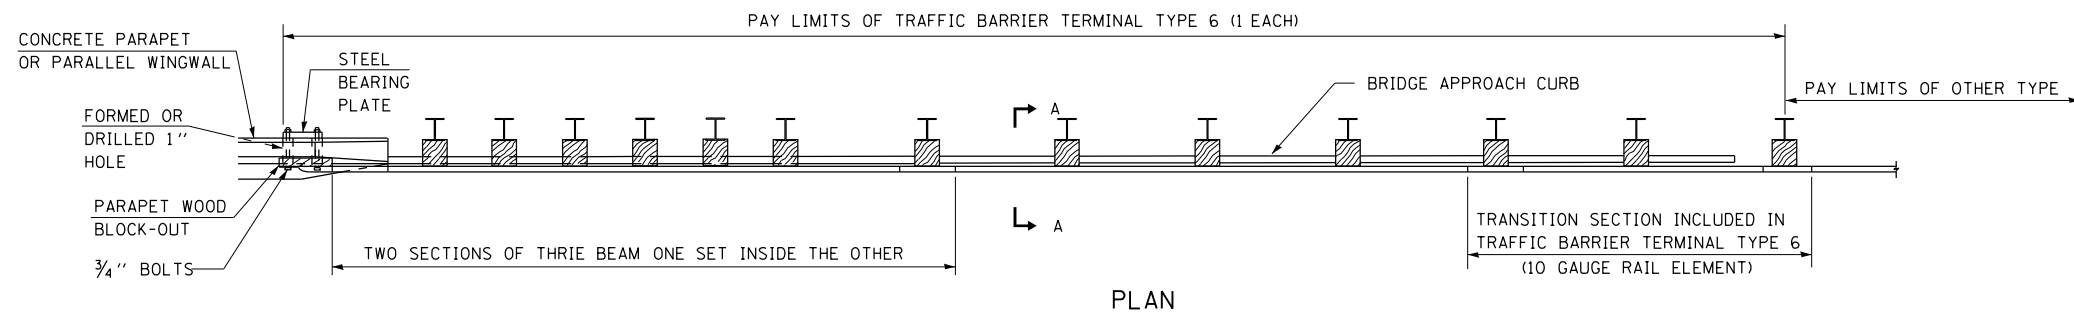 PAY LIMITS OF TRAFFIC BARRIER TERMINAL TYPE 6 (1 EACH)
CONCRETE PARAPET
OR PARALLEL WINGWALL
STEEL
BEARING
PLATE
FORMED OR
DRILLED 1"
HOLE
A
BRIDGE APPROACH CURB
PAY LIMITS OF OTHER TYPE
PARAPET WOOD
BLOCK-OUT
3/4" BOLTS
TWO SECTIONS OF THRIE BEAM ONE SET INSIDE THE OTHER
A
TRANSITION SECTION INCLUDED IN
TRAFFIC BARRIER TERMINAL TYPE 6
(10 GAUGE RAIL ELEMENT)
PLAN